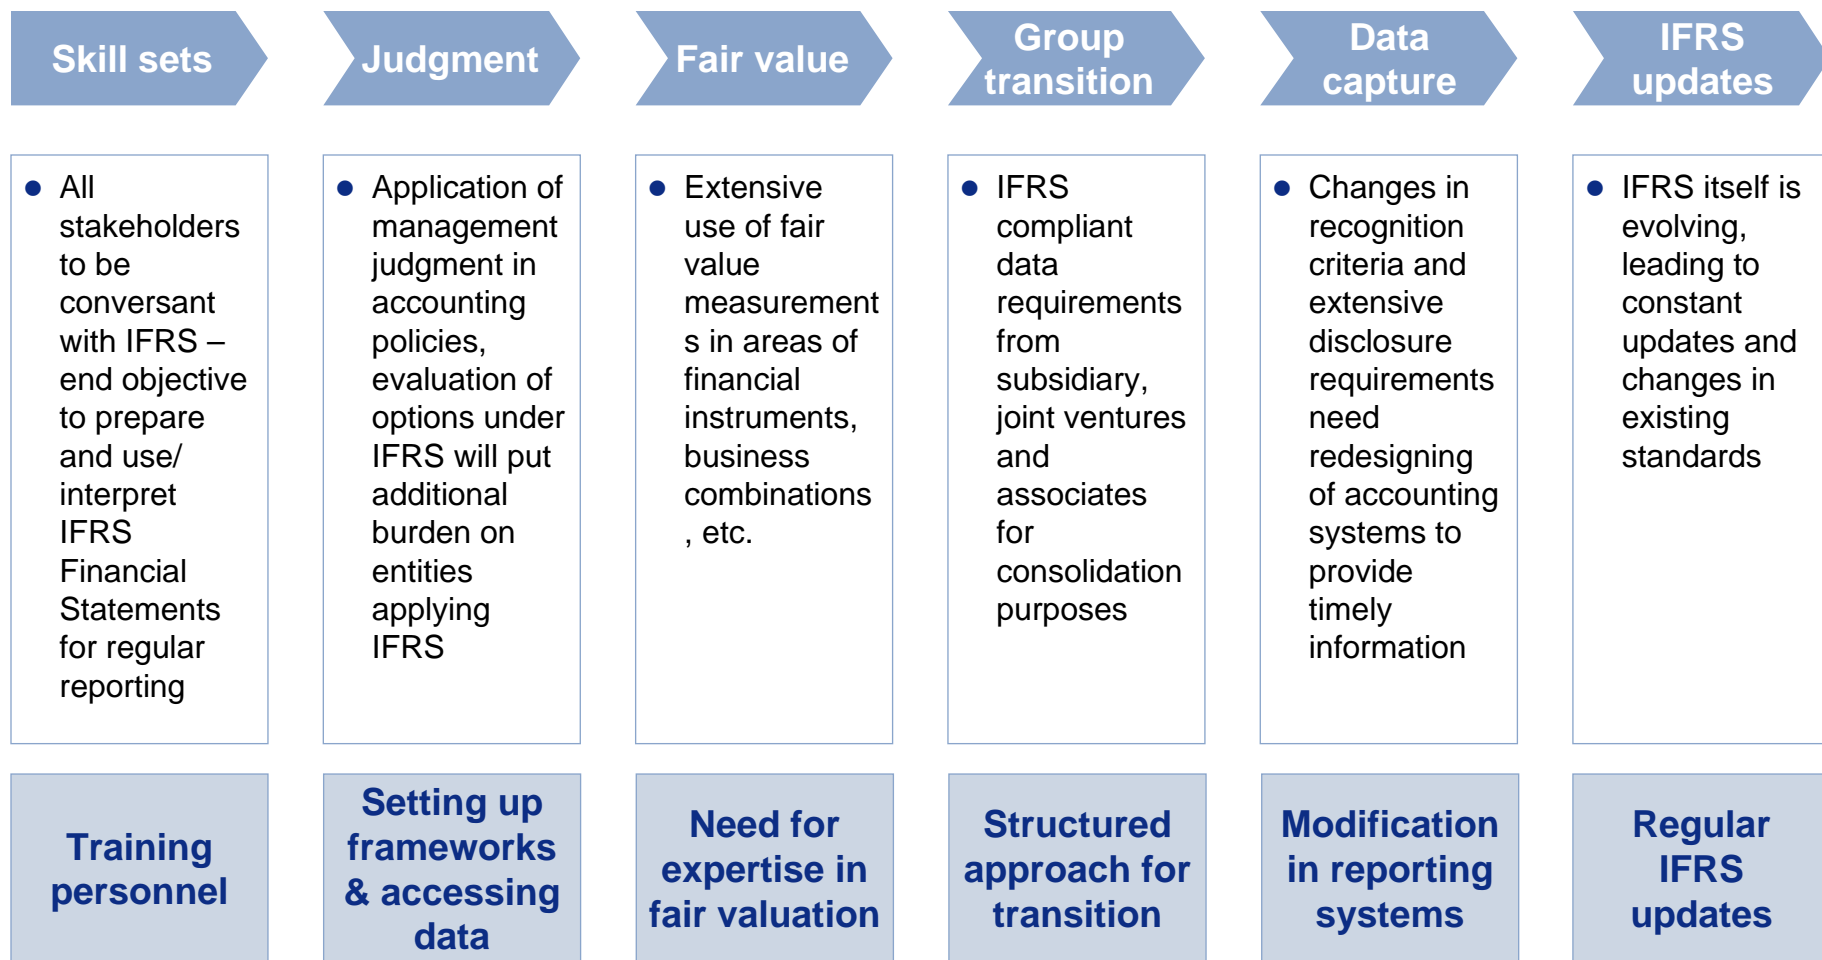 Skill sets
Judgment
Fair value
Group
transition
Data
capture
IFRS
updates
● All
stakeholders
to be
conversant
with IFRS –
end objective
to prepare
and use/
interpret
IFRS
Financial
Statements
for regular
reporting
● Application of
management
judgment in
accounting
policies,
evaluation of
options under
IFRS will put
additional
burden on
entities
applying
IFRS
● Extensive
use of fair
value
measurement
s in areas of
financial
instruments,
business
combinations
, etc.
● IFRS
compliant
data
requirements
from
subsidiary,
joint ventures
and
associates
for
consolidation
purposes
● Changes in
recognition
criteria and
extensive
disclosure
requirements
need
redesigning
of accounting
systems to
provide
timely
information
● IFRS itself is
evolving,
leading to
constant
updates and
changes in
existing
standards
Training
personnel
Setting up
frameworks
& accessing
data
Need for
expertise in
fair valuation
Structured
approach for
transition
Modification
in reporting
systems
Regular
IFRS
updates